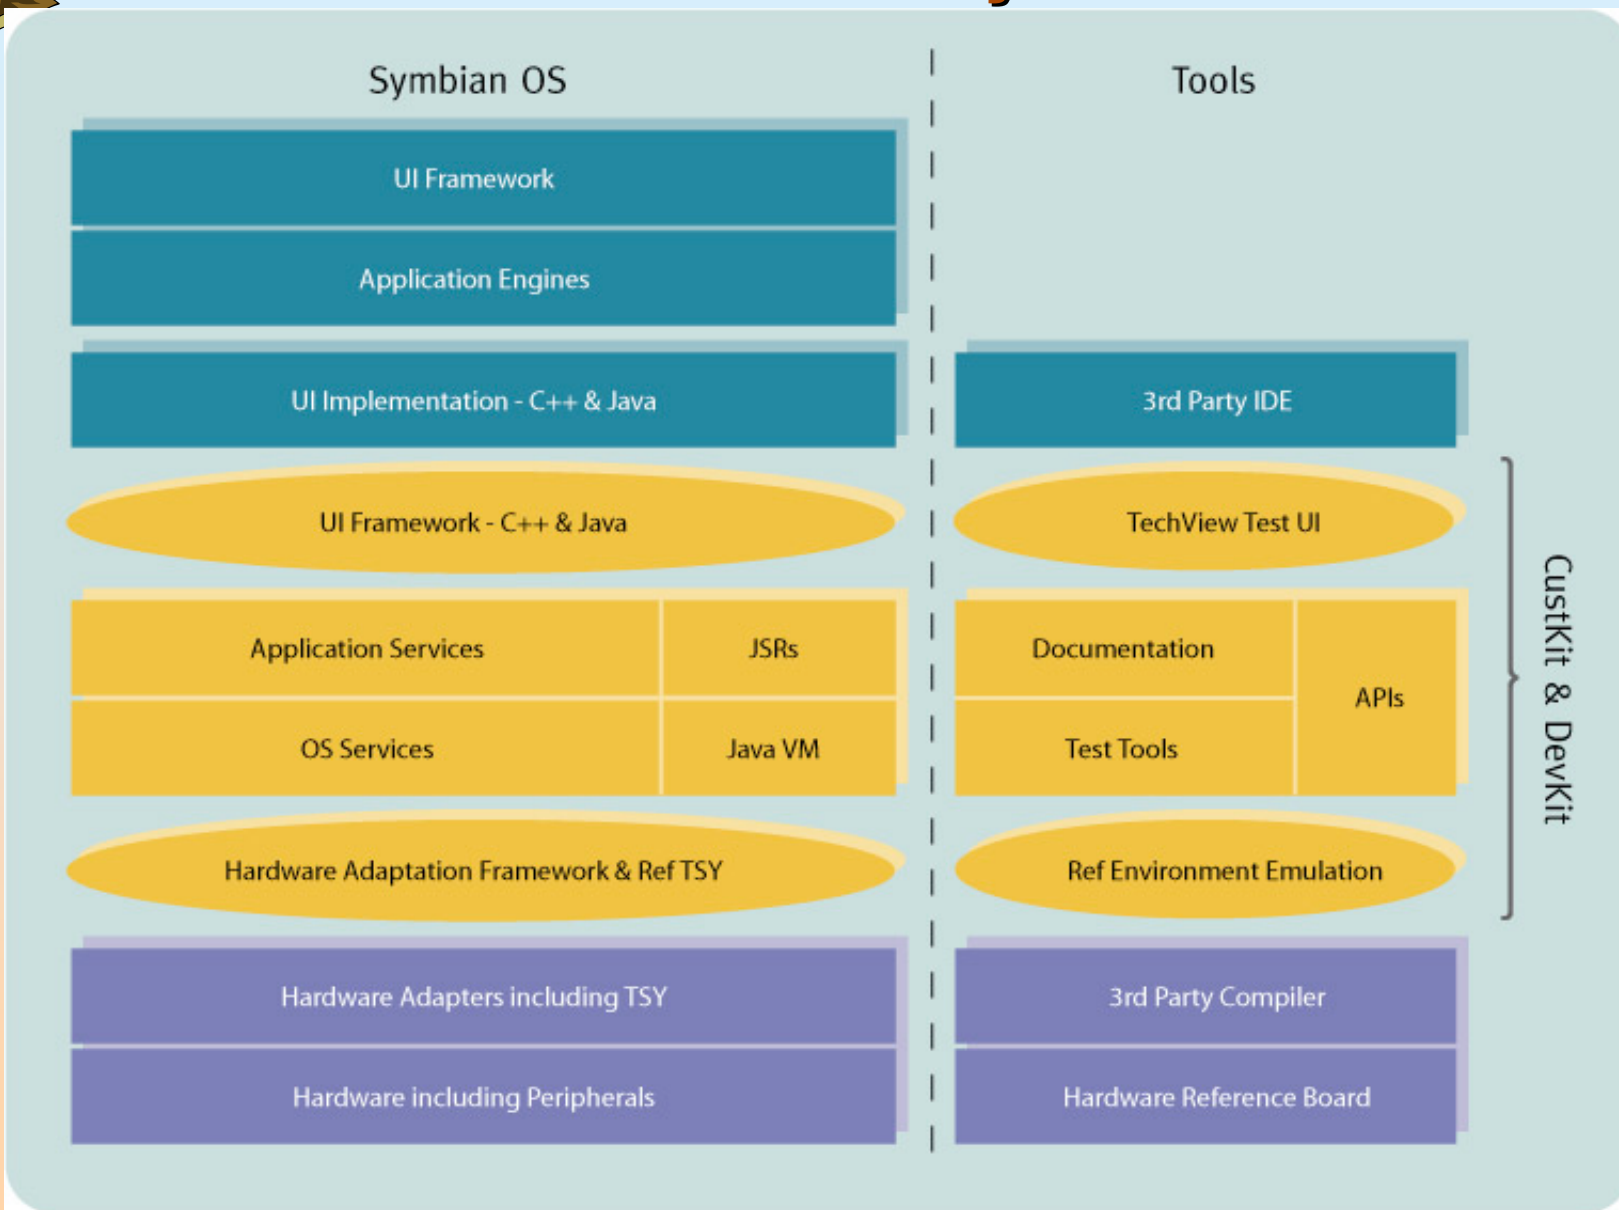 Symbian OS
Tools
UI Framework
Application Engines
UI Implementation - C++ & Java
3rd Party IDE
UI Framework - C++ & Java
TechView Test UI
Application Services
JSRs
Documentation
APIs
OS Services
Java VM
Test Tools
Hardware Adaptation Framework & Ref TSY
Ref Environment Emulation
CustKit & DevKit
Hardware Adapters including TSY
3rd Party Compiler
Hardware including Peripherals
Hardware Reference Board